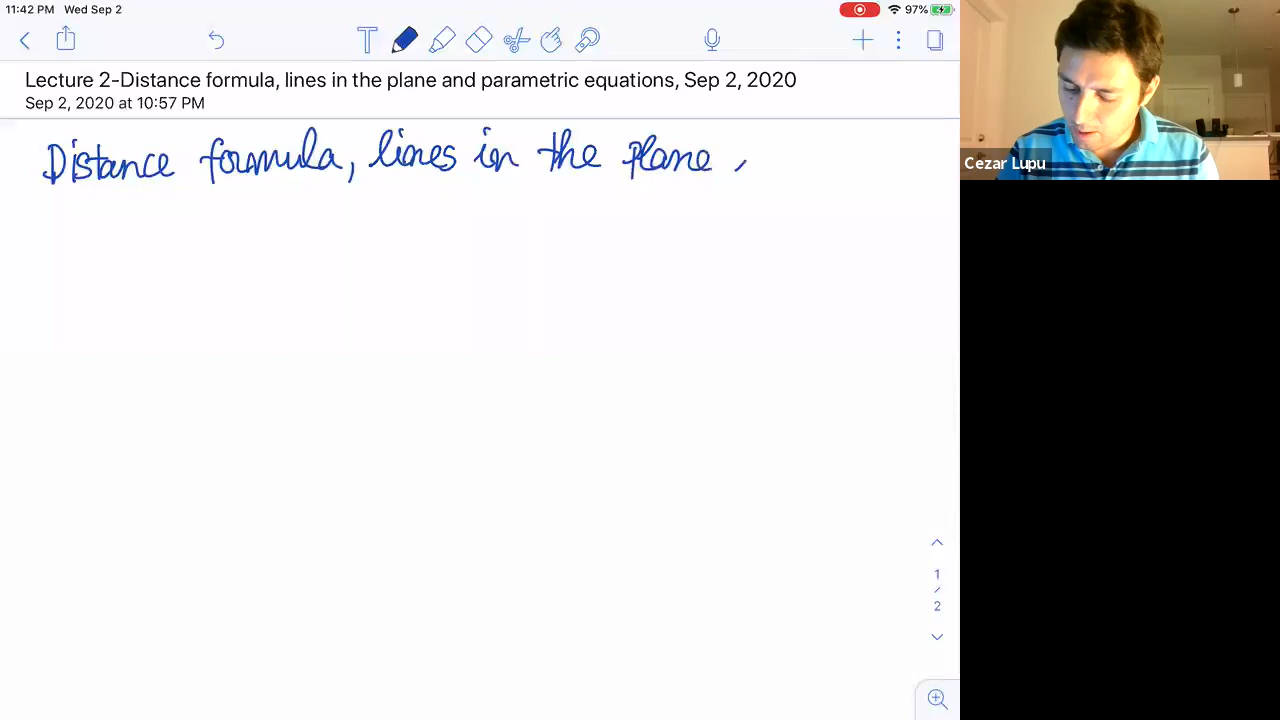 11:42 PM Wed Sep 2
97%
T
Lecture 2-Distance formula, lines in the plane and parametric equations, Sep 2, 2020
Sep 2, 2020 at 10:57 PM
Distance formula, lines in the plane ,
Cezar Lupu
1
/
2